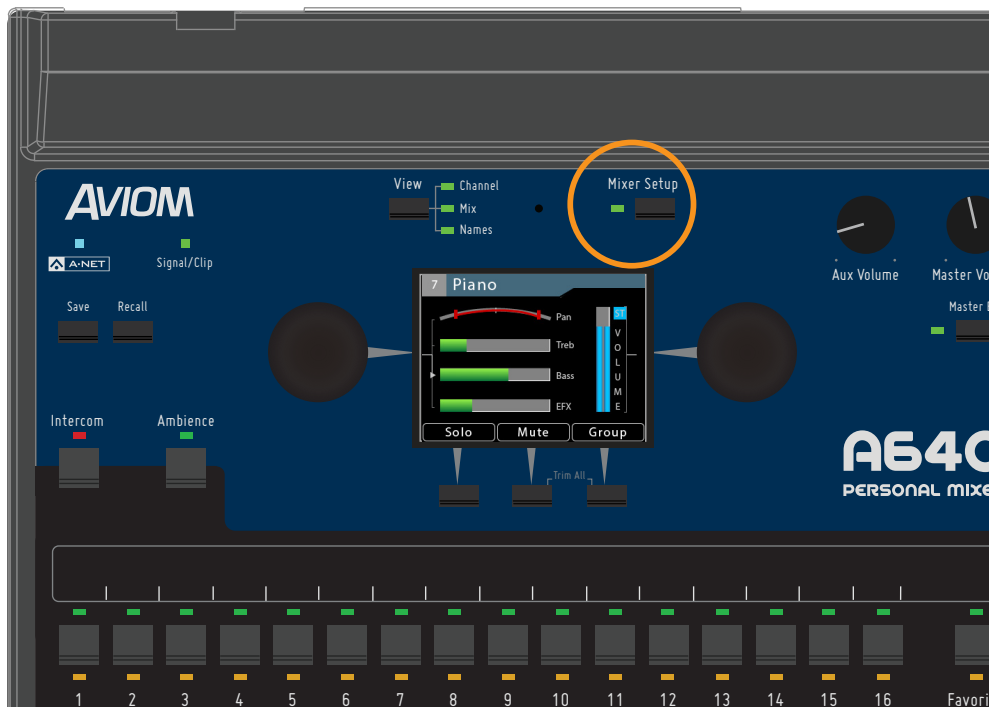 View
Channel
Mix
Names
Mixer Setup
AVIOM
A-NET
Signal/Clip
Aux Volume
Master Vo
Save
Recall
Master
7 Piano
Pan
ST
Treb
Bass
EFX
VOLUME
Solo
Mute
Group
Intercom
Ambience
Trim All
A640
PERSONAL MIXE
1 2 3 4 5 6 7 8 9 10 11 12 13 14 15 16 Favori